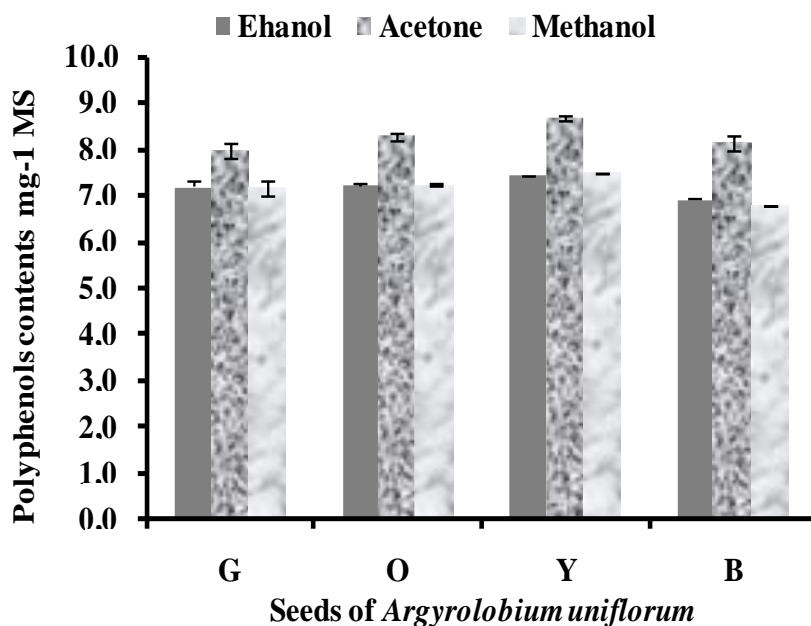 Ehanol Acetone Methanol
Polyphenols contents mg-1 MS
10.0
9.0
8.0
7.0
6.0
5.0
4.0
3.0
2.0
1.0
0.0
G O Y B
Seeds of Argyrolobium uniflorum